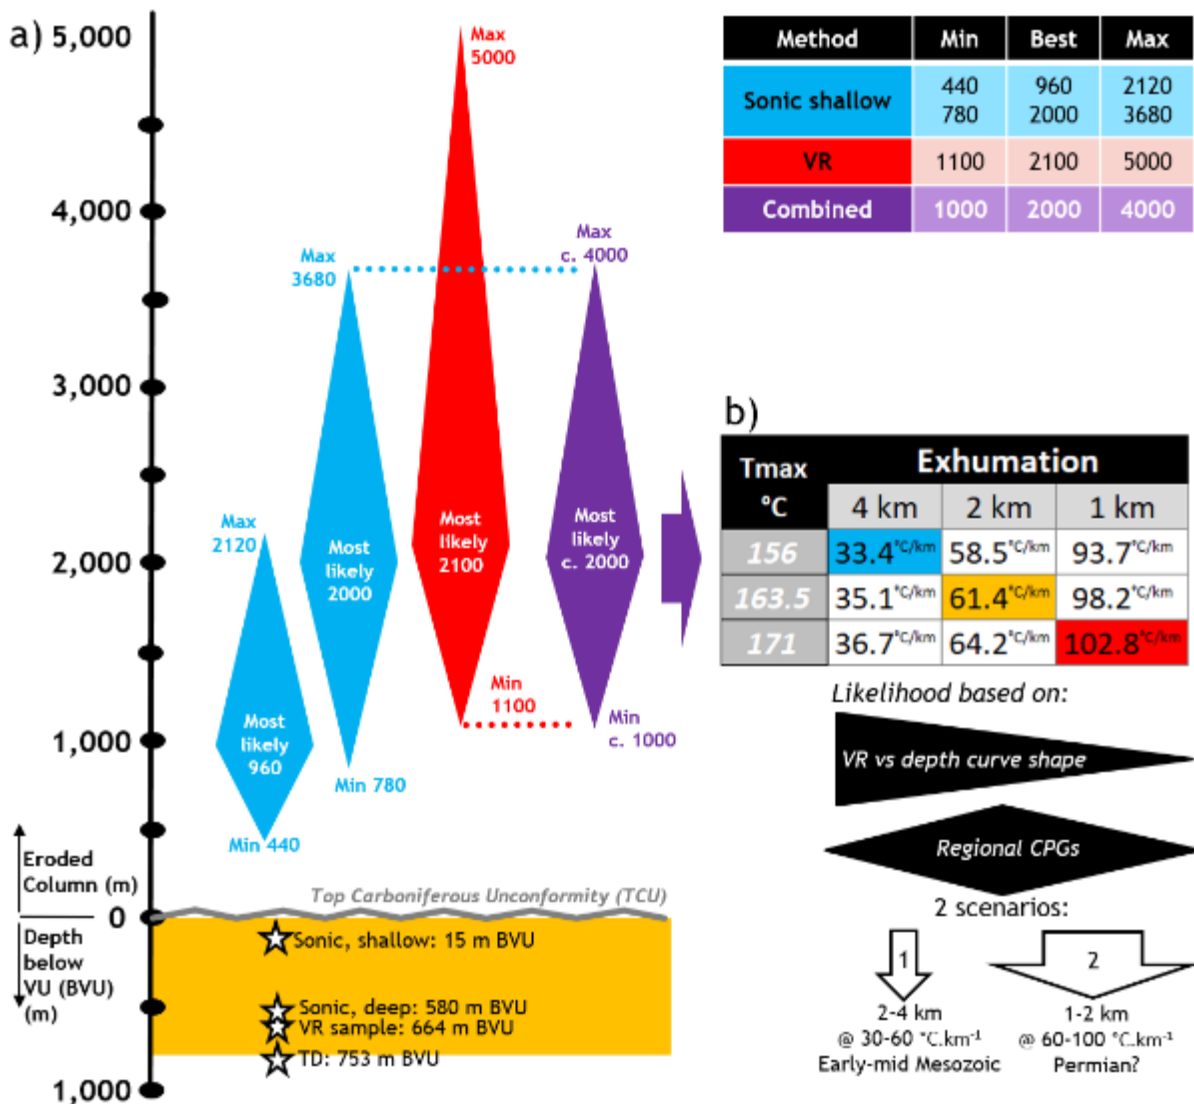 a)
5,000
4,000
3,000
2,000
1,000
0
1,000
Eroded
Column (m)
Depth
below
VU (BVU)
(m)
Max
2120
Most
likely
960
Min 440
Max
3680
Most
likely
2000
Min 780
Max
5000
Most
likely
2100
Min
1100
Max
c. 4000
Most
likely
c. 2000
Min
c. 1000
Top Carboniferous Unconformity (TCU)
Sonic, shallow: 15 m BVU
Sonic, deep: 580 m BVU
VR sample: 664 m BVU
TD: 753 m BVU
Method Min Best Max
Sonic shallow 440 960 2120
780 2000 3680
VR 1100 2100 5000
Combined 1000 2000 4000
b)
Tmax °C Exhumation
4 km 2 km 1 km
156 33.4°C/km 58.5°C/km 93.7°C/km
163.5 35.1°C/km 61.4°C/km 98.2°C/km
171 36.7°C/km 64.2°C/km 102.8°C/km
Likelihood based on:
VR vs depth curve shape
Regional CPGs
2 scenarios:
1
2-4 km
@ 30-60 °C.km⁻¹
Early-mid Mesozoic
2
1-2 km
@ 60-100 °C.km⁻¹
Permian?